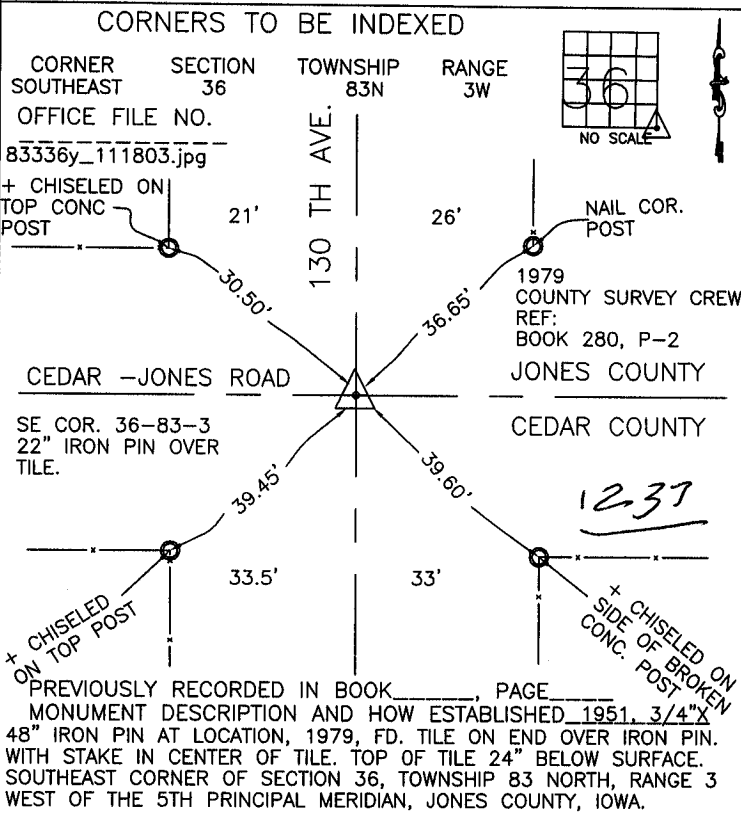 CORNERS TO BE INDEXED
CORNER SECTION TOWNSHIP RANGE
SOUTHEAST 36 83N 3W
OFFICE FILE NO.
83336y_111803.jpg
36
NO SCALE
+ CHISELED ON
TOP CONC
POST
21'
130 TH AVE.
26'
NAIL COR.
POST
30.50'
36.65'
1979
COUNTY SURVEY CREW
REF:
BOOK 280, P-2
CEDAR -JONES ROAD
JONES COUNTY
CEDAR COUNTY
SE COR. 36-83-3
22" IRON PIN OVER
TILE.
39.45'
39.60'
1237
33.5'
33'
+ CHISELED
ON TOP POST
+ CHISELED ON
SIDE OF BROKEN
CONC. POST
PREVIOUSLY RECORDED IN BOOK______, PAGE_____
MONUMENT DESCRIPTION AND HOW ESTABLISHED 1951, 3/4"X
48" IRON PIN AT LOCATION, 1979, FD. TILE ON END OVER IRON PIN.
WITH STAKE IN CENTER OF TILE. TOP OF TILE 24" BELOW SURFACE.
SOUTHEAST CORNER OF SECTION 36, TOWNSHIP 83 NORTH, RANGE 3
WEST OF THE 5TH PRINCIPAL MERIDIAN, JONES COUNTY, IOWA.